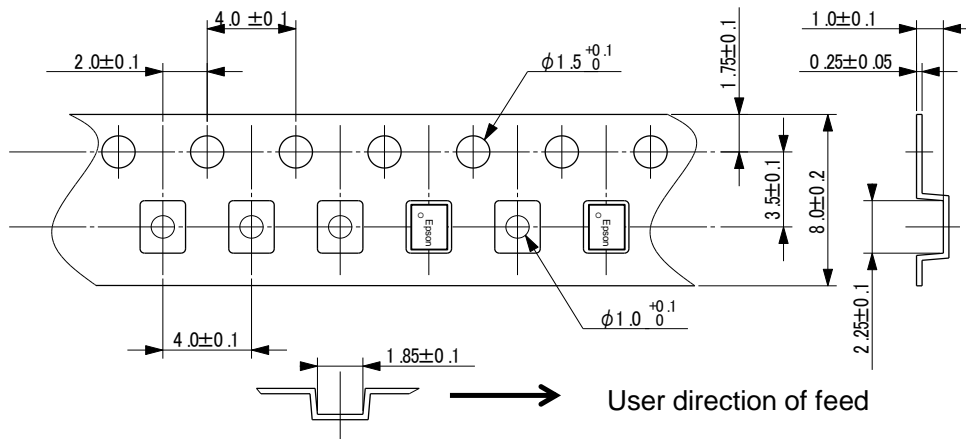 4.0 ±0.1
2.0±0.1
φ1.5 +0.1 0
1.75±0.1
1.0±0.1
0.25±0.05
3.5±0.1
8.0±0.2
2.25±0.1
Epson
Epson
φ1.0 +0.1 0
4.0±0.1
1.85±0.1
User direction of feed